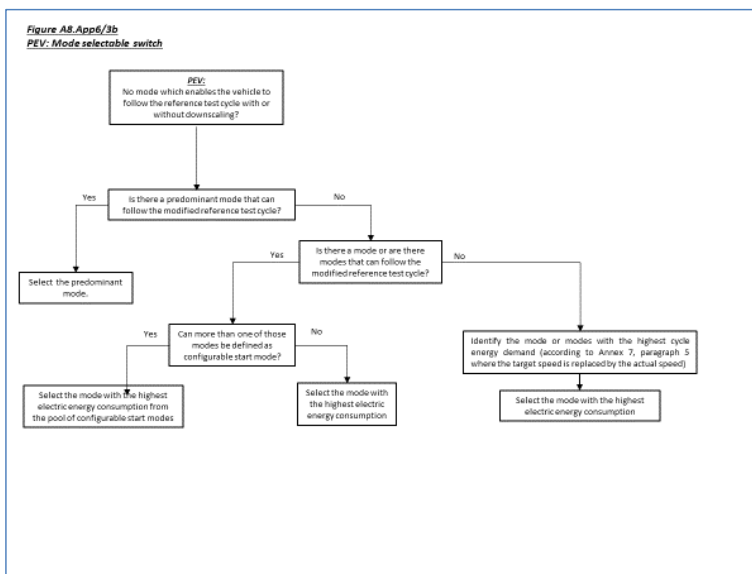 Figure A8.App6/3b
PEV: Mode selectable switch
PEV:
No mode which enables the vehicle to
follow the reference test cycle with or
without downscaling?
Yes
Is there a predominant mode that can
follow the modified reference test cycle?
No
Select the predominant
mode.
Yes
Is there a mode or are there
modes that can follow the
modified reference test cycle?
No
Yes
Can more than one of those
modes be defined as
configurable start mode?
No
Identify the mode or modes with the highest cycle
energy demand (according to Annex 7, paragraph 5
where the target speed is replaced by the actual speed)
Select the mode with the highest
electric energy consumption from
the pool of configurable start modes
Select the mode with
the highest electric
energy consumption
Select the mode with the highest
electric energy consumption